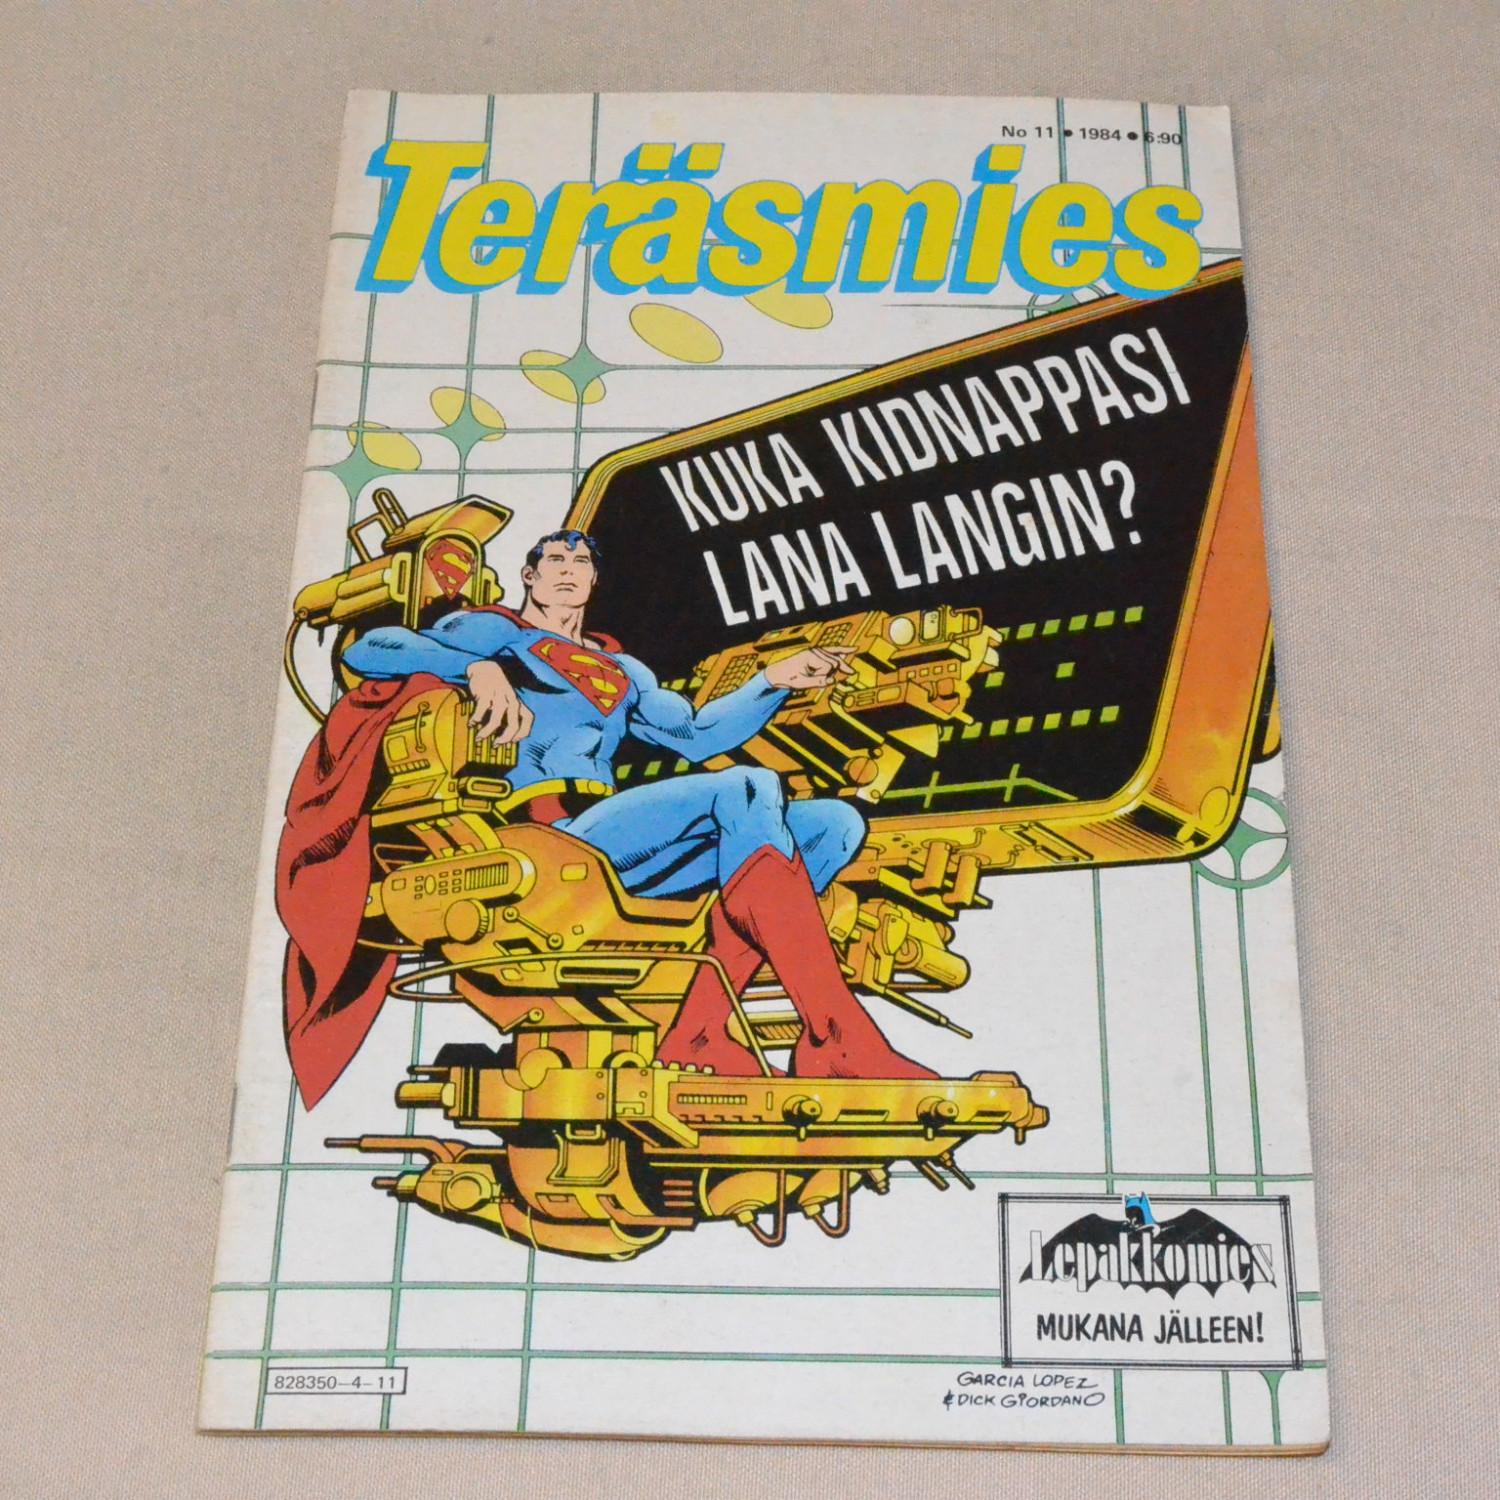 No 11 • 1984 • 6:90
Teräsmies
KUKA KIDNAPPASI
LANA LANGIN?
Lepakkomies
MUKANA JÄLLEEN!
828350-4-11
GARCIA LOPEZ
& DICK GIORDANO